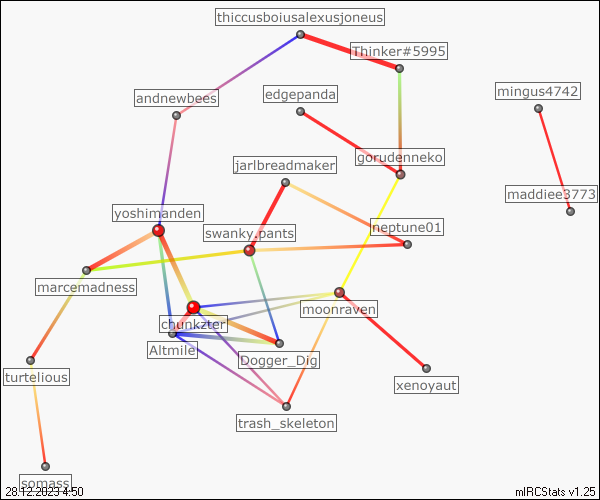 thiccusboiusalexusjoneus
Thinker#5995
mingus4742
edgepanda
andnewbees
gorudenneko
jarlbreadmaker
maddiee3773
yoshimanden
neptune01
swanky.pants
marcemadness
moonraven
chunkzter
Altmile
Dogger_Dig
turtelious
xenoyaut
trash_skeleton
somass
28.12.2023 4:50
mIRCStats v1.25